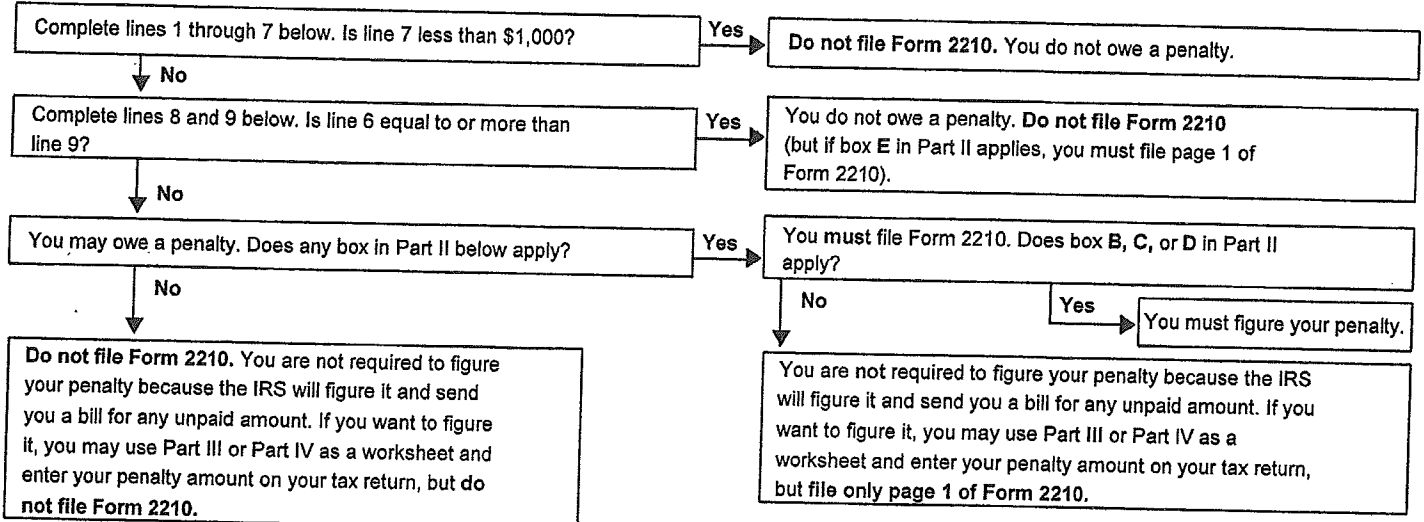 Complete lines 1 through 7 below. Is line 7 less than $1,000?
Yes
Do not file Form 2210. You do not owe a penalty.
No
Complete lines 8 and 9 below. Is line 6 equal to or more than
line 9?
Yes
You do not owe a penalty. Do not file Form 2210
(but if box E in Part II applies, you must file page 1 of
Form 2210).
No
You may owe a penalty. Does any box in Part II below apply?
Yes
You must file Form 2210. Does box B, C, or D in Part II
apply?
No
No
Yes
You must figure your penalty.
Do not file Form 2210. You are not required to figure
your penalty because the IRS will figure it and send
you a bill for any unpaid amount. If you want to figure
it, you may use Part III or Part IV as a worksheet and
enter your penalty amount on your tax return, but do
not file Form 2210.
You are not required to figure your penalty because the IRS
will figure it and send you a bill for any unpaid amount. If you
want to figure it, you may use Part III or Part IV as a
worksheet and enter your penalty amount on your tax return,
but file only page 1 of Form 2210.